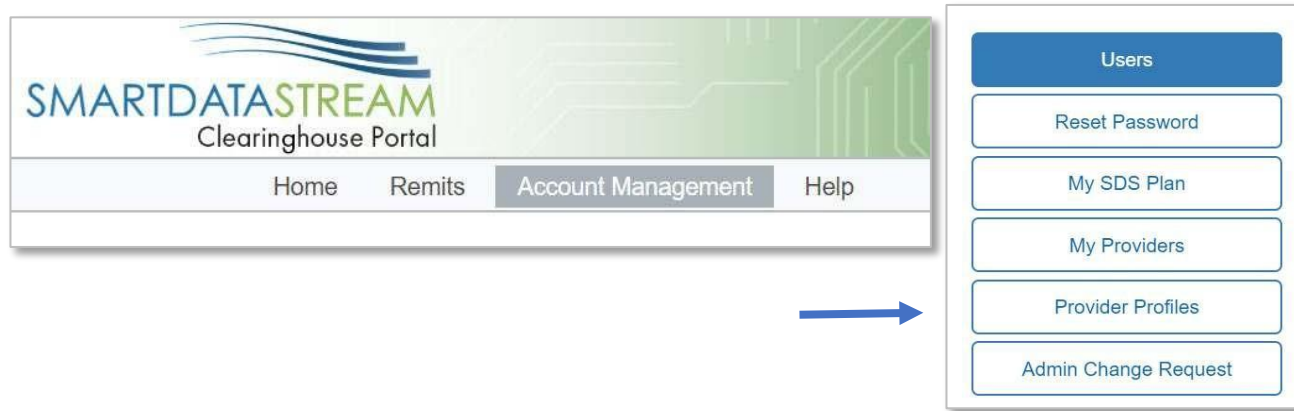 SMARTDATASTREAM
Clearinghouse Portal
Home Remits Account Management Help
Users
Reset Password
My SDS Plan
My Providers
Provider Profiles
Admin Change Request